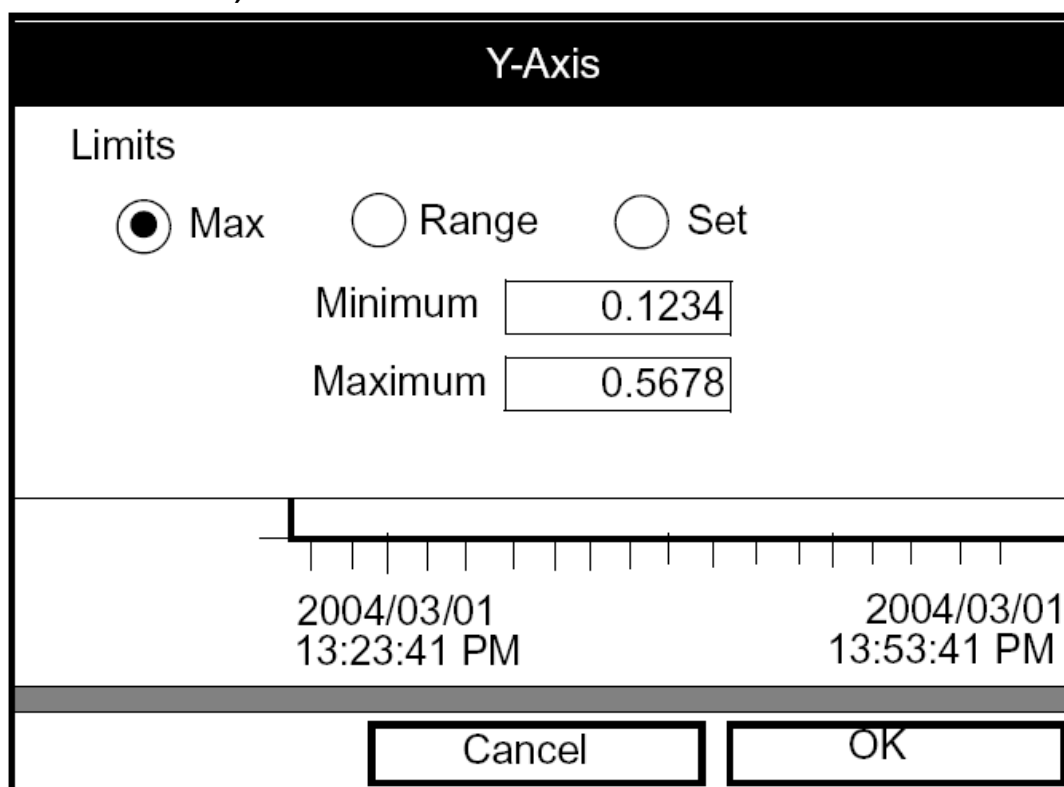 Y-Axis
Limits
Max Range Set
Minimum 0.1234
Maximum 0.5678
2004/03/01 2004/03/01
13:23:41 PM 13:53:41 PM
Cancel OK